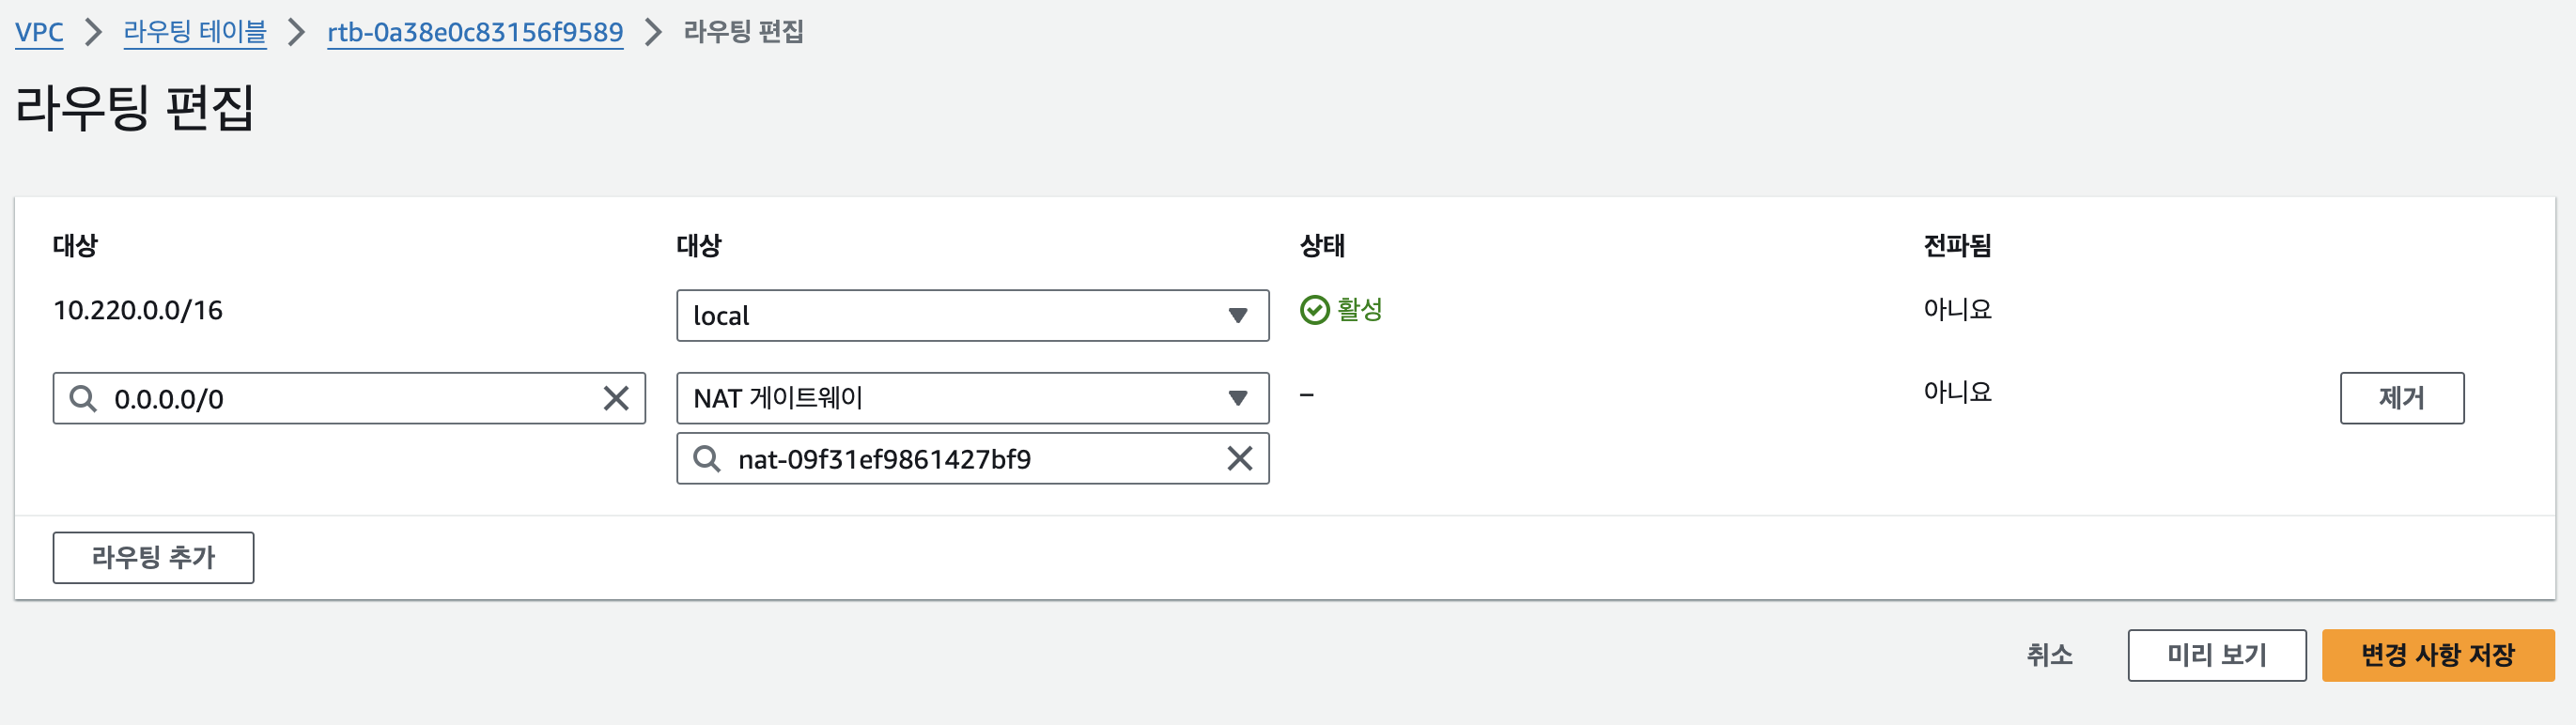 VPC > 라우팅 테이블 > rtb-0a38e0c83156f9589 > 라우팅 편집
라우팅 편집
대상 대상 상태 전파됨
10.220.0.0/16 local 활성 아니요
0.0.0.0/0 NAT 게이트웨이 – 아니요 제거
nat-09f31ef9861427bf9
라우팅 추가
취소 미리 보기 변경 사항 저장